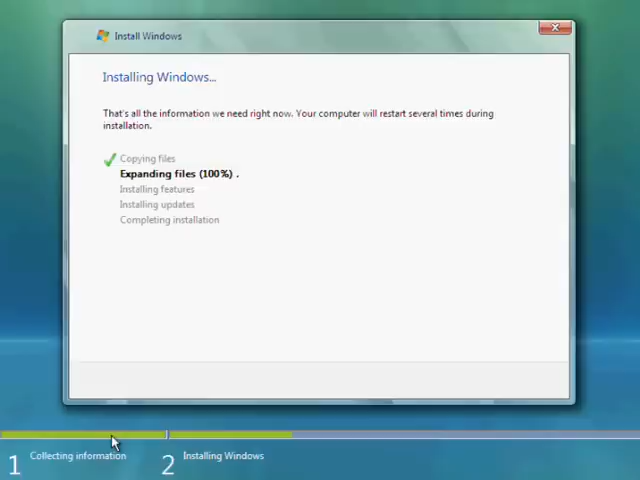 Install Windows
Installing Windows...
That's all the information we need right now. Your computer will restart several times during
installation.
Copying files
Expanding files (100%) .
Installing features
Installing updates
Completing installation
1 Collecting information
2 Installing Windows